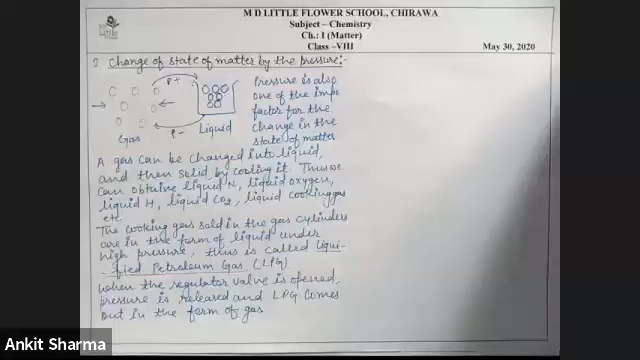 M D LITTLE FLOWER SCHOOL, CHIRAWA
Subject – Chemistry
Ch.: I (Matter)
Class –VIII
May 30, 2020
Change of state of matter by the pressure:-
P+
P-
Gas
Liquid
Pressure is also
one of the imp
factor for the
change in the
state of matter
A gas can be changed into liquid,
and then solid by cooling it. Thus we
can obtaine liquid N, liquid oxygen,
liquid H, liquid CO2, liquid cooking gas
etc
The cooking gas sold in the gas cylinders
are in the form of liquid under
high pressure, thus is called Liqui-
-fied Petroleum Gas (LPG)
when the regulator valve is opened,
pressure is released and LPG comes
out in the form of gas
Ankit Sharma